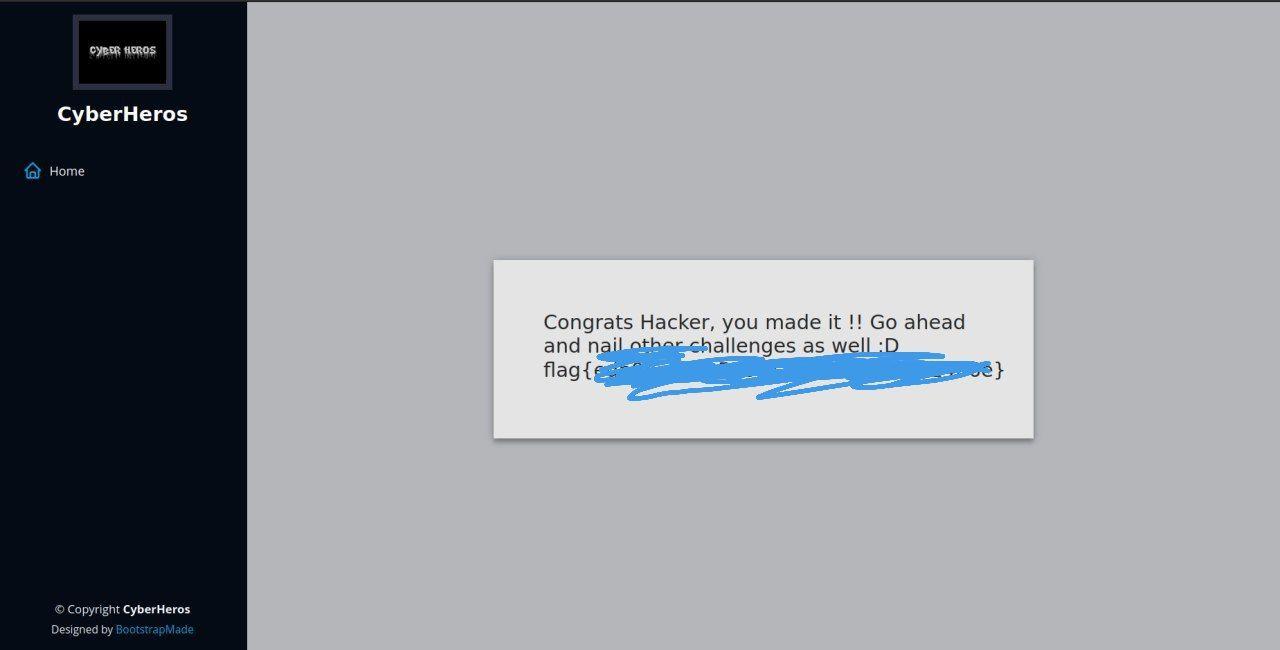 CYBER HEROS
CyberHeros
Home
Congrats Hacker, you made it !! Go ahead
and nail other challenges as well :D
flag{
© Copyright CyberHeros
Designed by BootstrapMade